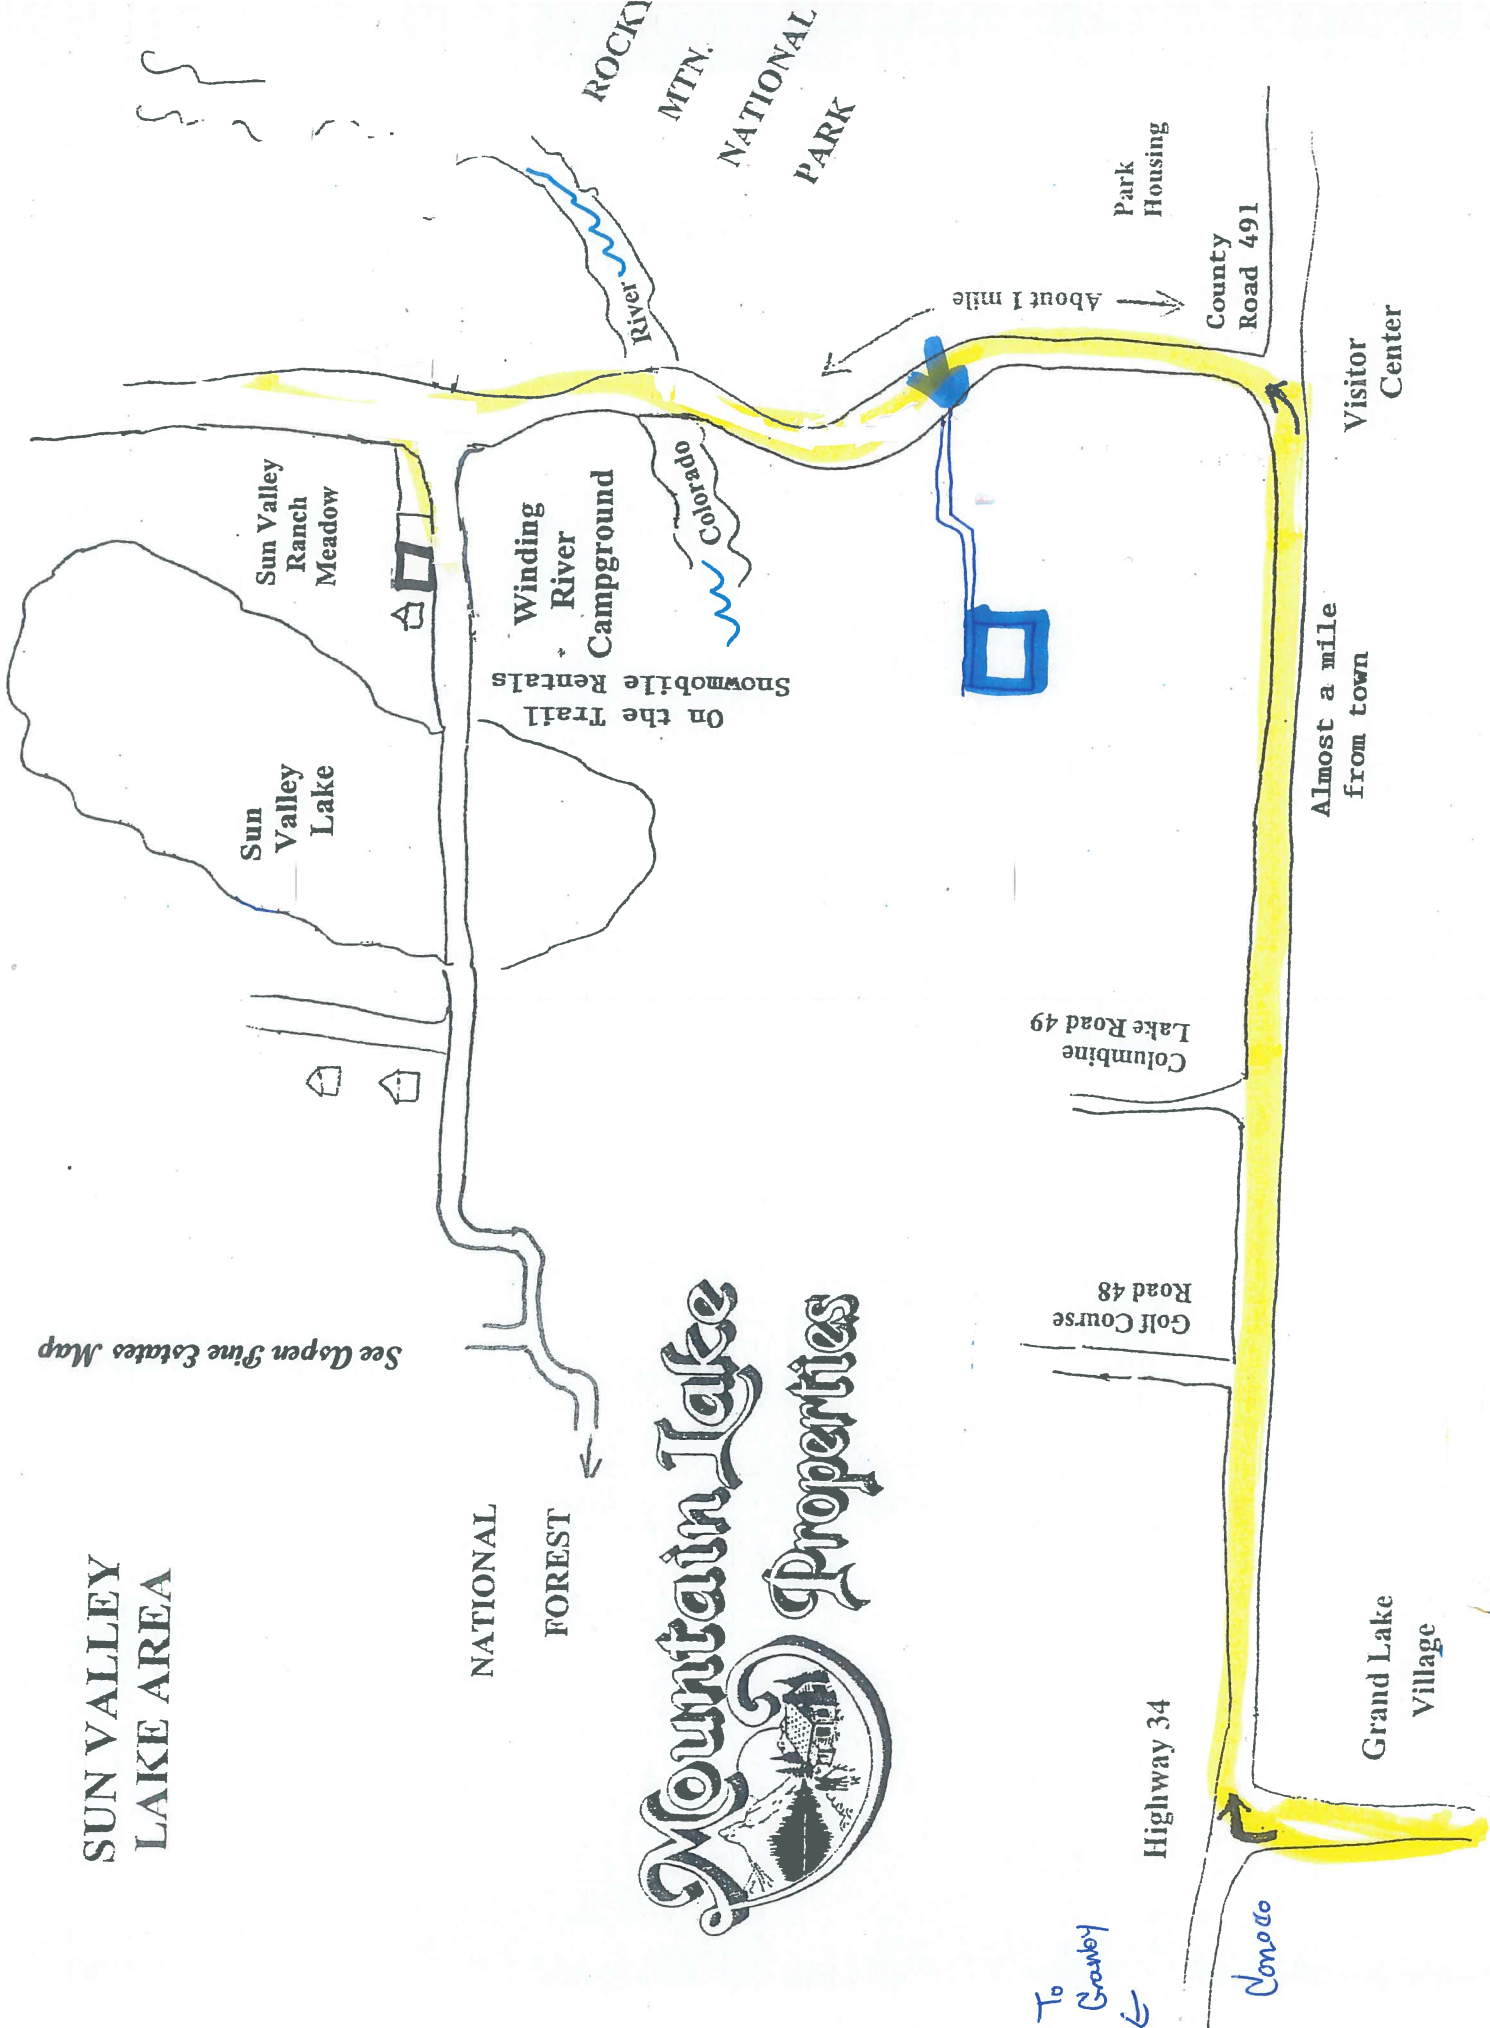 SUN VALLEY
LAKE AREA
See Aspen Pine Estates Map
NATIONAL
FOREST
Mountain Lake
Properties
Sun
Valley
Lake
Sun Valley
Ranch
Meadow
Winding
River
Campground
On the Trail
Snowmobile Rentals
Colorado
River
ROCKY
MTN.
NATIONAL
PARK
About 1 mile
Park
Housing
County
Road 491
Visitor
Center
Almost a mile
from town
Columbine
Lake Road 49
Golf Course
Road 48
Highway 34
Grand Lake
Village
To
Granby
Conoco